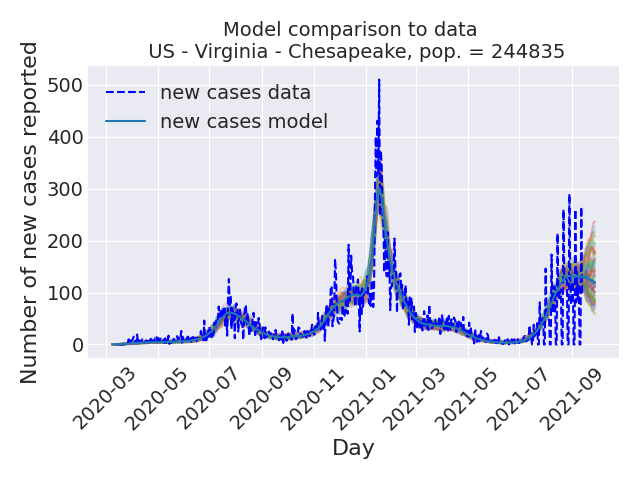 Model comparison to data
US - Virginia - Chesapeake, pop. = 244835
Number of new cases reported
500
400
300
200
100
0
new cases data
new cases model
2020-03
2020-05
2020-07
2020-09
2020-11
2021-01
2021-03
2021-05
2021-07
2021-09
Day